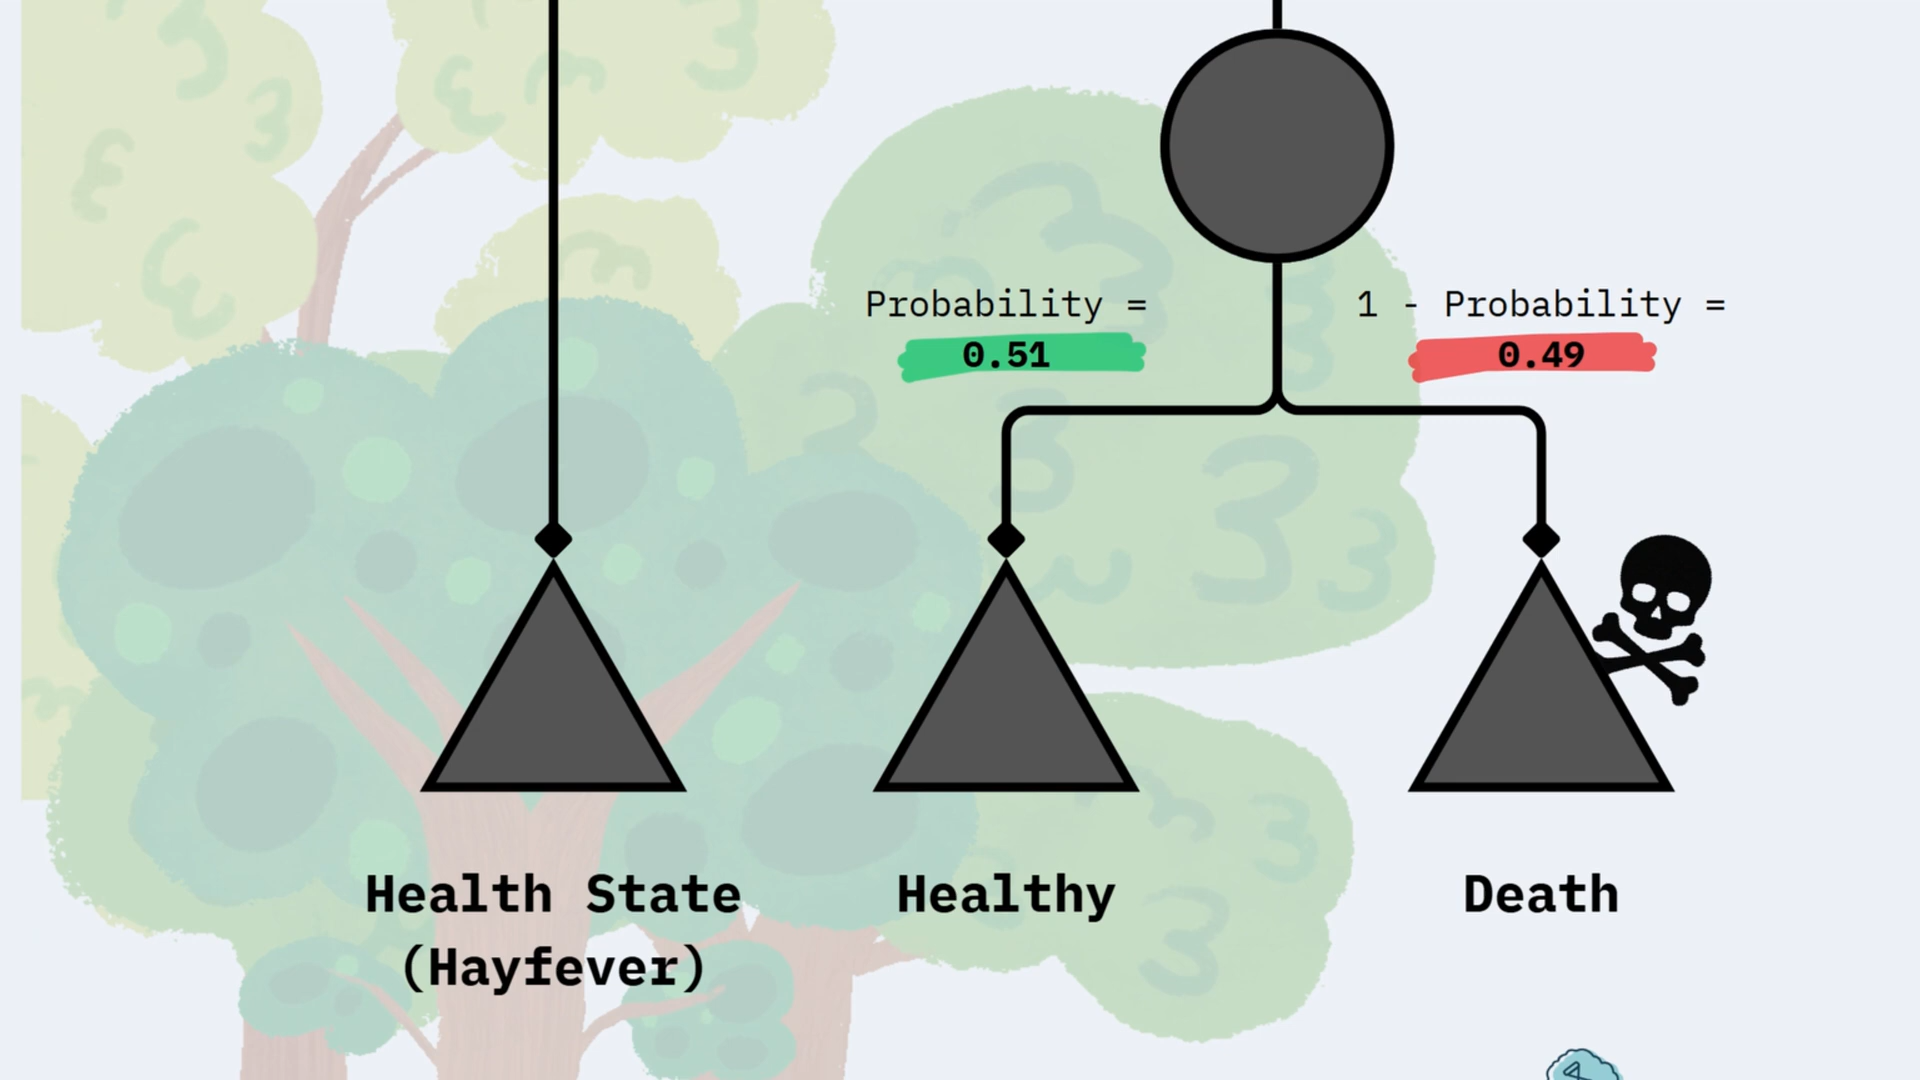 Probability =
0.51
1 - Probability =
0.49
Health State
(Hayfever)
Healthy
Death